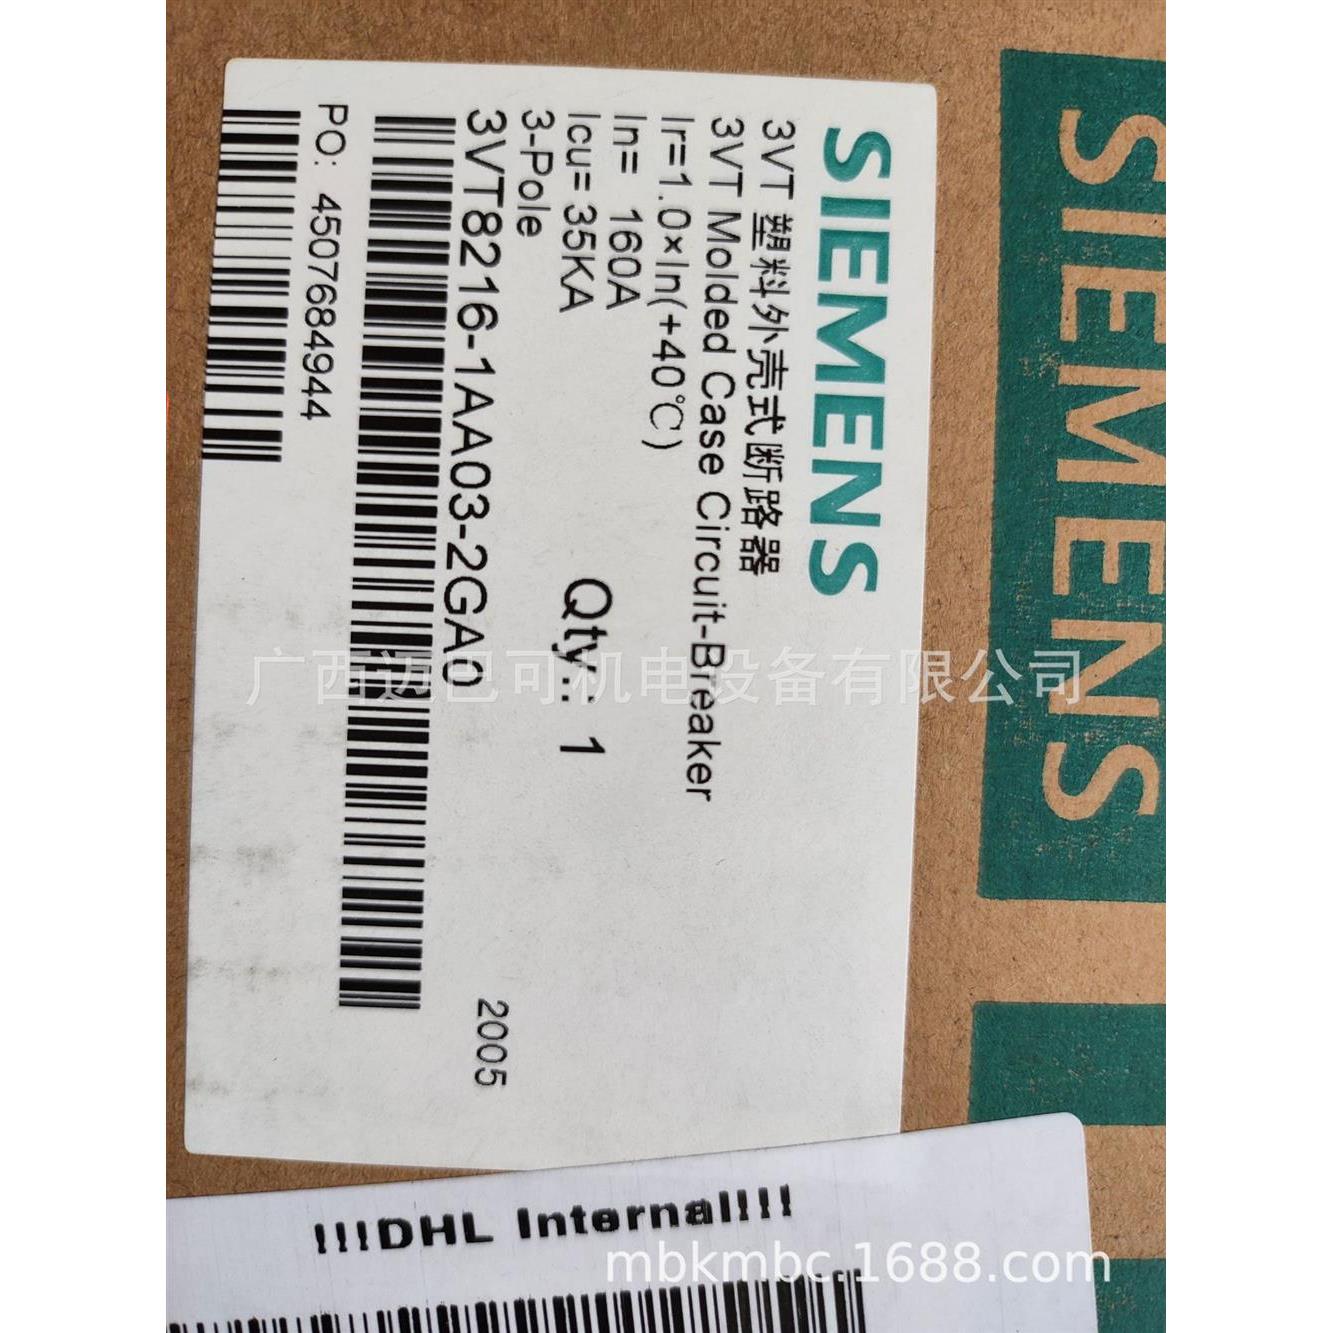 SIEMENS
3VT 塑料外壳式断路器
3VT Molded Case Circuit-Breaker
Ir=1.0×In(+40℃)
In= 160A
Icu= 35KA
Qty.: 1
3-Pole
3VT8216-1AA03-2GA0
2005
PO: 4507684944
SIEMENS
!!!DHL Internal!!!
广西迈巴可机电设备有限公司
mbkmbc.1688.com